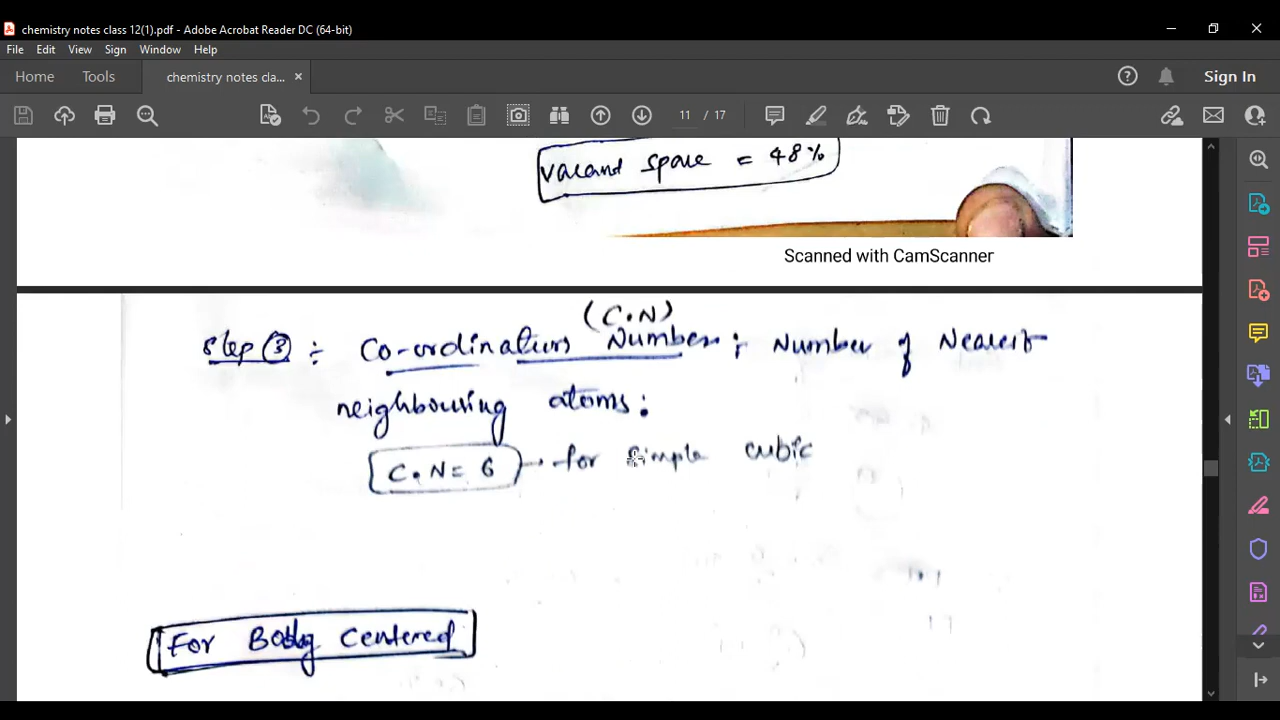 chemistry notes class 12(1).pdf - Adobe Acrobat Reader DC (64-bit)
File Edit View Sign Window Help
Home Tools chemistry notes cla... × Sign In
11 / 17
Vacant space = 48%
Scanned with CamScanner
(C.N)
Step ③ ÷ Co-ordination Number ; Number of Nearest
neighbousing atoms :
C.N = 6 → for simple cubic
For Body Centered